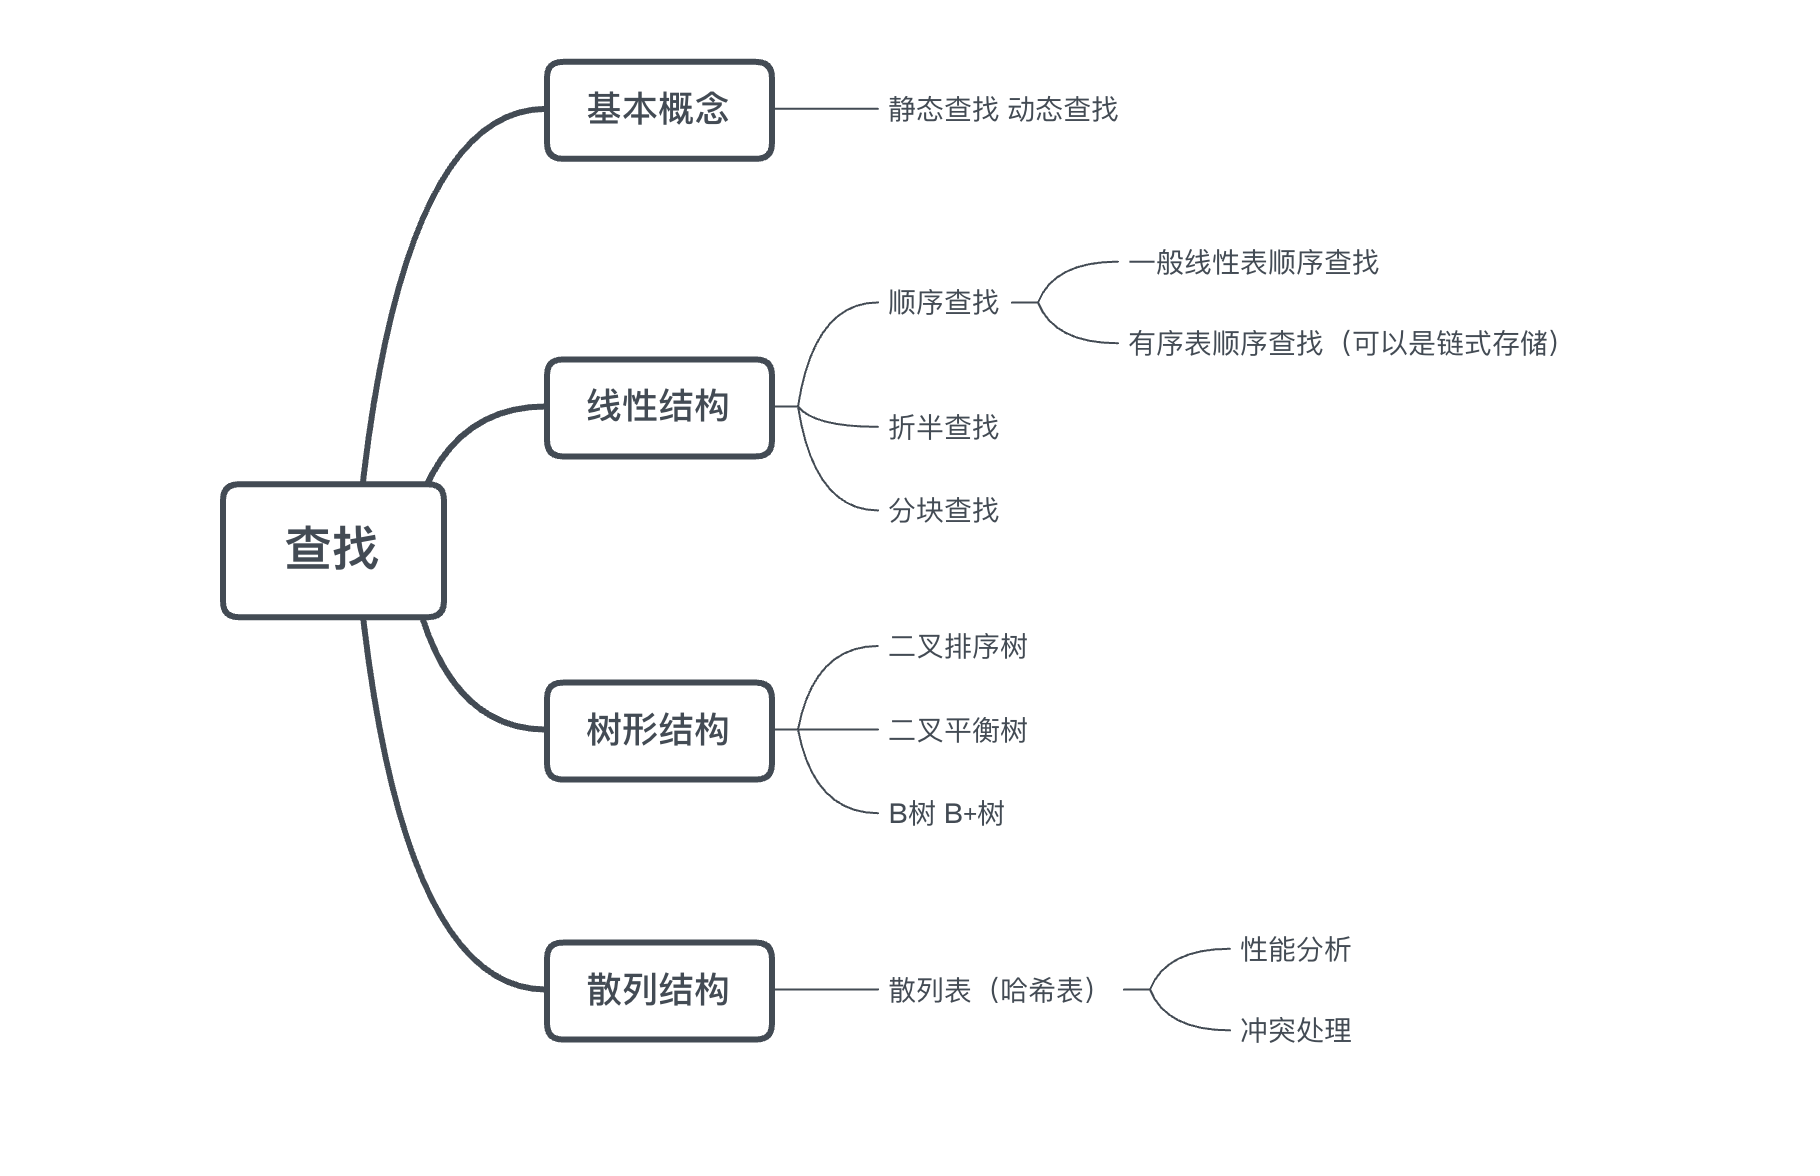 查找
基本概念
静态查找 动态查找
线性结构
顺序查找
一般线性表顺序查找
有序表顺序查找（可以是链式存储）
折半查找
分块查找
树形结构
二叉排序树
二叉平衡树
B树 B+树
散列结构
散列表（哈希表）
性能分析
冲突处理